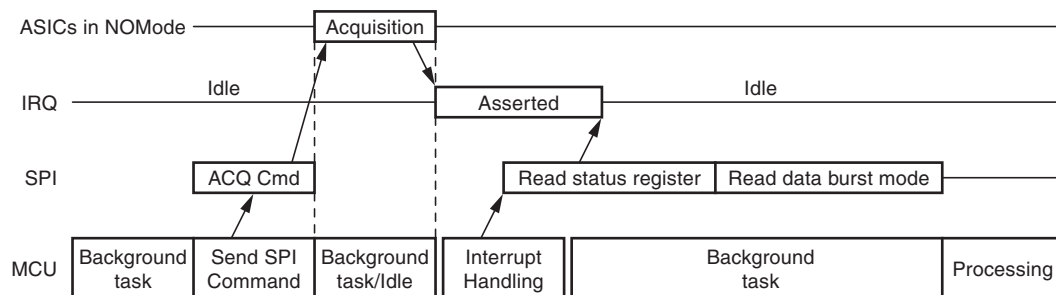 ASICs in NOMode
Acquisition
Idle
Idle
IRQ
Asserted
SPI
ACQ Cmd
Read status register
Read data burst mode
MCU
Background
task
Send SPI
Command
Background
task/Idle
Interrupt
Handling
Background
task
Processing